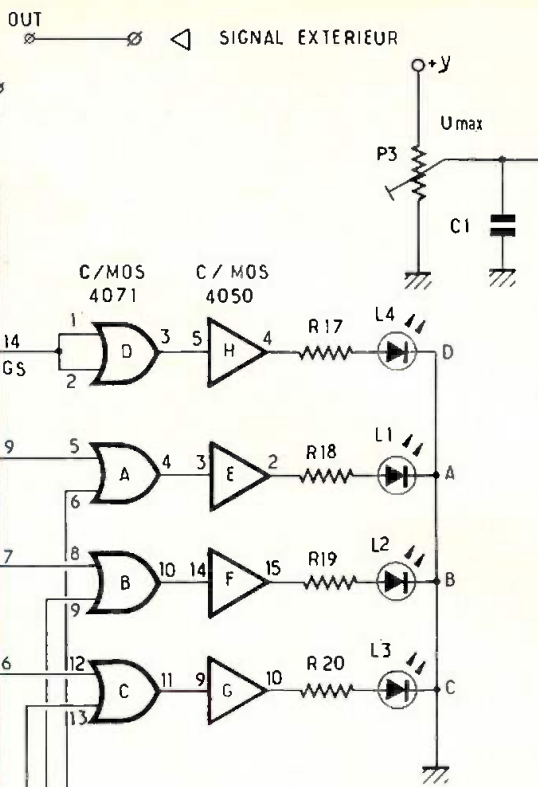 OUT
SIGNAL EXTERIEUR
+y
Umax
P3
C1
C/MOS
4071
C/MOS
4050
14
GS
1
2
D
3
5
H
4
R17
L4
D
9
5
6
A
4
3
E
2
R18
L1
A
7
8
9
B
10
14
F
15
R19
L2
B
6
12
13
C
11
9
G
10
R20
L3
C